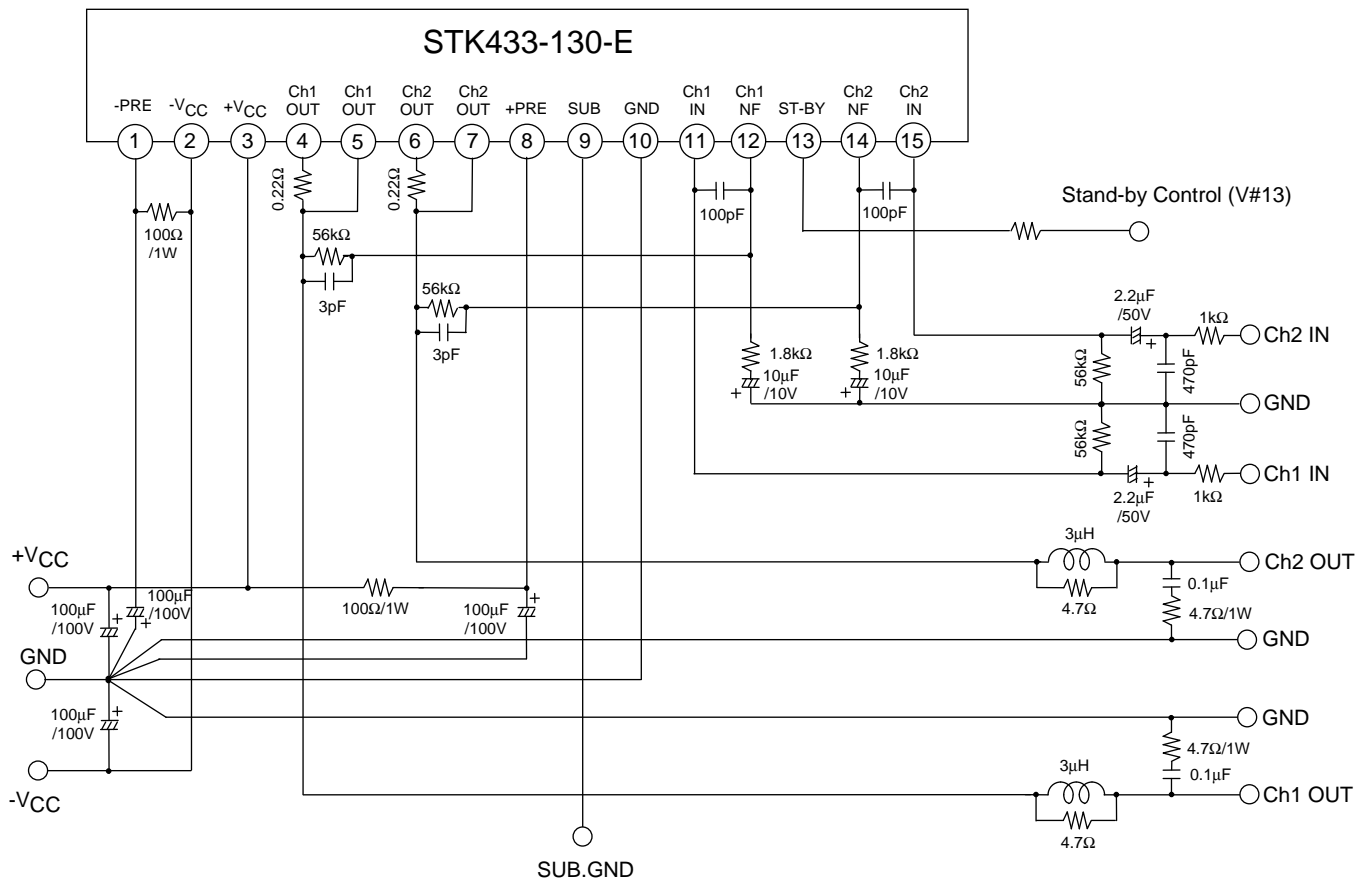 STK433-130-E
-PRE
-VCC
+VCC
Ch1
OUT
Ch1
OUT
Ch2
OUT
Ch2
OUT
+PRE
SUB
GND
Ch1
IN
Ch1
NF
ST-BY
Ch2
NF
Ch2
IN
1
2
3
4
5
6
7
8
9
10
11
12
13
14
15
0.22Ω
0.22Ω
100pF
100pF
Stand-by Control (V#13)
100Ω
/1W
56kΩ
3pF
56kΩ
3pF
1.8kΩ
10µF
/10V
+
1.8kΩ
10µF
/10V
+
2.2µF
/50V
+
1kΩ
Ch2 IN
56kΩ
470pF
GND
56kΩ
470pF
2.2µF
/50V
+
1kΩ
Ch1 IN
3µH
4.7Ω
Ch2 OUT
0.1µF
4.7Ω/1W
GND
+VCC
100µF
/100V
+
100µF
/100V
+
100Ω/1W
100µF
/100V
+
GND
100µF
/100V
+
-VCC
GND
4.7Ω/1W
0.1µF
3µH
4.7Ω
Ch1 OUT
SUB.GND